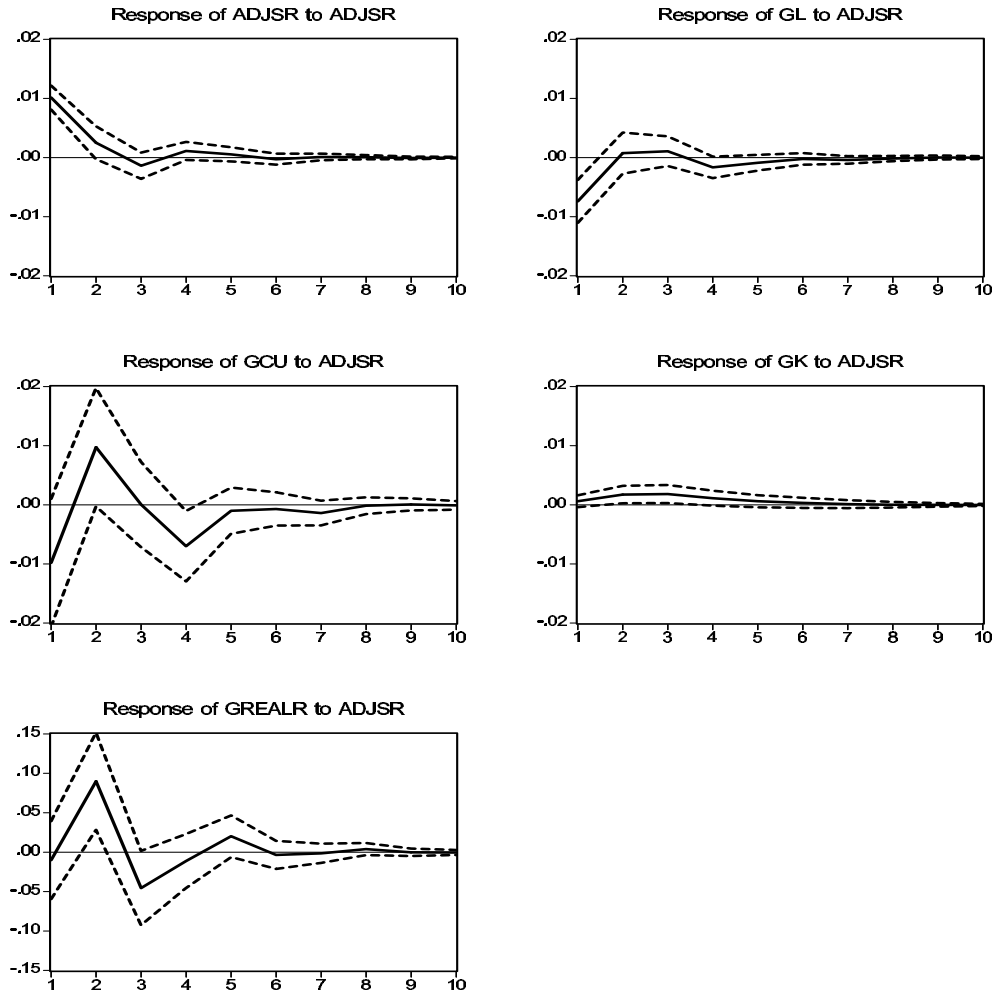 Response of ADJSR to ADJSR
.02
.01
.00
-.01
-.02
1 2 3 4 5 6 7 8 9 10
Response of GL to ADJSR
.02
.01
.00
-.01
-.02
1 2 3 4 5 6 7 8 9 10
Response of GCU to ADJSR
.02
.01
.00
-.01
-.02
1 2 3 4 5 6 7 8 9 10
Response of GK to ADJSR
.02
.01
.00
-.01
-.02
1 2 3 4 5 6 7 8 9 10
Response of GREALR to ADJSR
.15
.10
.05
.00
-.05
-.10
-.15
1 2 3 4 5 6 7 8 9 10